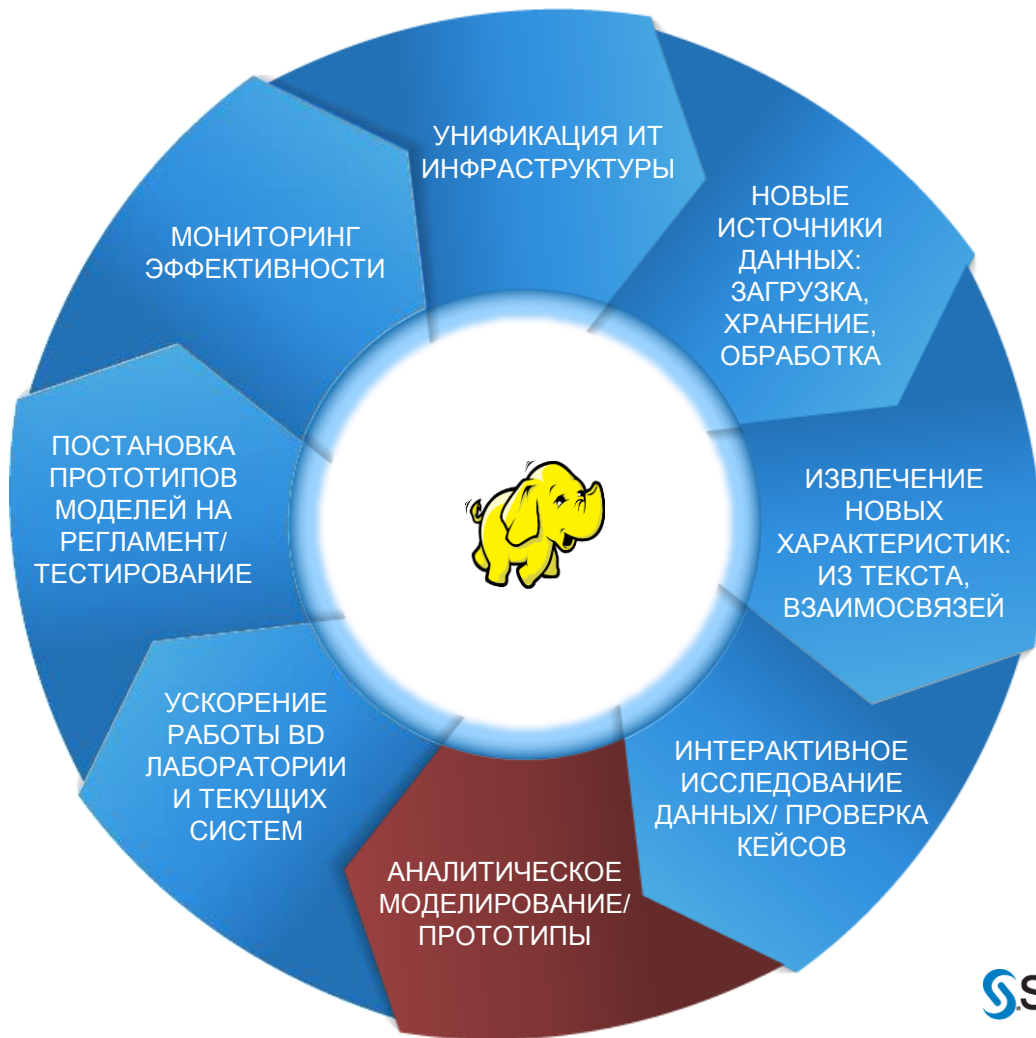 УНИФИКАЦИЯ ИТ
ИНФРАСТРУКТУРЫ
НОВЫЕ
ИСТОЧНИКИ
ДАННЫХ:
ЗАГРУЗКА,
ХРАНЕНИЕ,
ОБРАБОТКА
ИЗВЛЕЧЕНИЕ
НОВЫХ
ХАРАКТЕРИСТИК:
ИЗ ТЕКСТА,
ВЗАИМОСВЯЗЕЙ
ИНТЕРАКТИВНОЕ
ИССЛЕДОВАНИЕ
ДАННЫХ/ ПРОВЕРКА
КЕЙСОВ
АНАЛИТИЧЕСКОЕ
МОДЕЛИРОВАНИЕ/
ПРОТОТИПЫ
УСКОРЕНИЕ
РАБОТЫ BD
ЛАБОРАТОРИИ
И ТЕКУЩИХ
СИСТЕМ
ПОСТАНОВКА
ПРОТОТИПОВ
МОДЕЛЕЙ НА
РЕГЛАМЕНТ/
ТЕСТИРОВАНИЕ
МОНИТОРИНГ
ЭФФЕКТИВНОСТИ